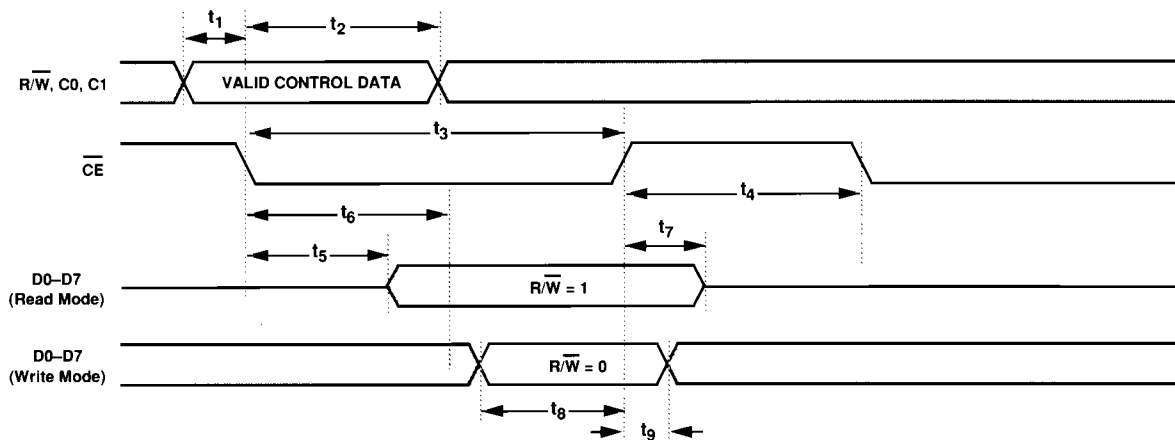 t1
t2
R/W̅, C0, C1
VALID CONTROL DATA
t3
C̅E̅
t4
t6
t7
t5
D0–D7
(Read Mode)
R/W̅ = 1
D0–D7
(Write Mode)
R/W̅ = 0
t8
t9